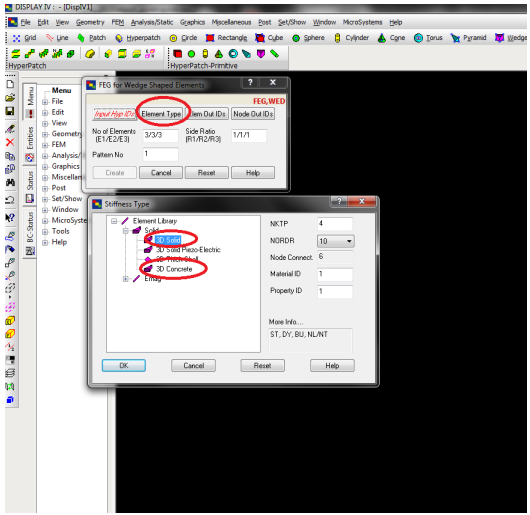 DISPLAY IV : - [DispIV1]
File Edit View Geometry FEM Analysis/Static Graphics Miscellaneous Post Set/Show Window MicroSystems Help
Grid Line Patch Hyperpatch Circle Rectangle Cube Sphere Cylinder Cone Torus Pyramid Wedge
HyperPatch HyperPatch-Primitive
Menu
Entities
Status
BC-Status
Menu
File
Edit
View
Geometry
FEM
Analysis/
Graphics
Miscellan
Post
Set/Show
Window
MicroSyste
Tools
Help
FEG for Wedge Shaped Elements
FEG,WED
Input Hyp IDs Element Type Elem Out IDs Node Out IDs
No of Elements (E1/E2/E3) 3/3/3 Side Ratio (R1/R2/R3) 1/1/1
Pattern No 1
Create Cancel Reset Help
Stiffness Type
Element Library
Solid
3D Solid
3D Solid Piezo-Electric
3D Thick Shell
3D Concrete
Emag
NKTP 4
NORDR 10
Node Connect. 6
Material ID 1
Property ID 1
More Info....
ST, DY, BU, NL/NT
OK Cancel Reset Help